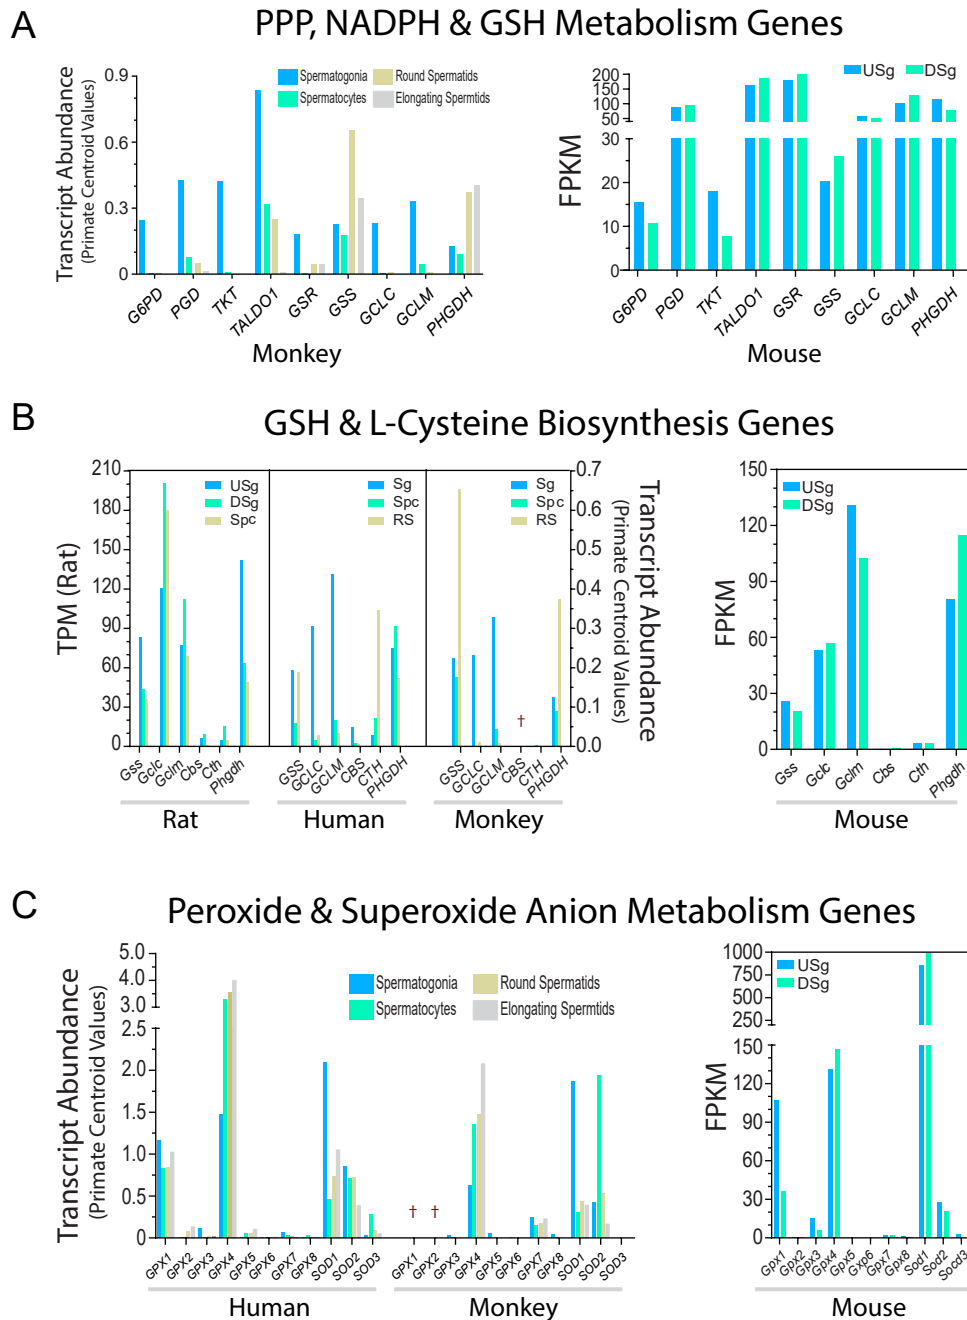 A
PPP, NADPH & GSH Metabolism Genes
Transcript Abundance
(Primate Centroid Values)
0.9
0.6
0.3
0
Spermatogonia
Spermatocytes
Round Spermatids
Elongating Spermtids
G6PD
PGD
TKT
TALDO1
GSR
GSS
GCLC
GCLM
PHGDH
Monkey
FPKM
200
150
100
50
30
20
10
0
USg
DSg
G6PD
PGD
TKT
TALDO1
GSR
GSS
GCLC
GCLM
PHGDH
Mouse
B
GSH & L-Cysteine Biosynthesis Genes
TPM (Rat)
210
180
150
120
90
60
30
0
USg
DSg
Spc
Gss
Gclc
Gclm
Cbs
Cth
Phgdh
Rat
Sg
Spc
RS
GSS
GCLC
GCLM
CBS
CTH
PHGDH
Human
Sg
Spc
RS
†
GSS
GCLC
GCLM
CBS
CTH
PHGDH
Monkey
0.7
0.6
0.5
0.4
0.3
0.2
0.1
0.0
Transcript Abundance
(Primate Centroid Values)
FPKM
150
120
90
60
30
0
USg
DSg
Gss
Gclc
Gclm
Cbs
Cth
Phgdh
Mouse
C
Peroxide & Superoxide Anion Metabolism Genes
Transcript Abundance
(Primate Centroid Values)
5.0
4.0
3.0
2.5
2.0
1.5
1.0
0.5
0
Spermatogonia
Spermatocytes
Round Spermatids
Elongating Spermtids
† †
GPX1
GPX2
GPX3
GPX4
GPX5
GPX6
GPX7
GPX8
SOD1
SOD2
SOD3
Human
GPX1
GPX2
GPX3
GPX4
GPX5
GPX6
GPX7
GPX8
SOD1
SOD2
SOD3
Monkey
FPKM
1000
750
500
250
150
120
90
60
30
0
USg
DSg
Gpx1
Gpx2
Gpx3
Gpx4
Gpx5
Gxp6
Gpx7
Gpx8
Sod1
Sod2
Socd3
Mouse